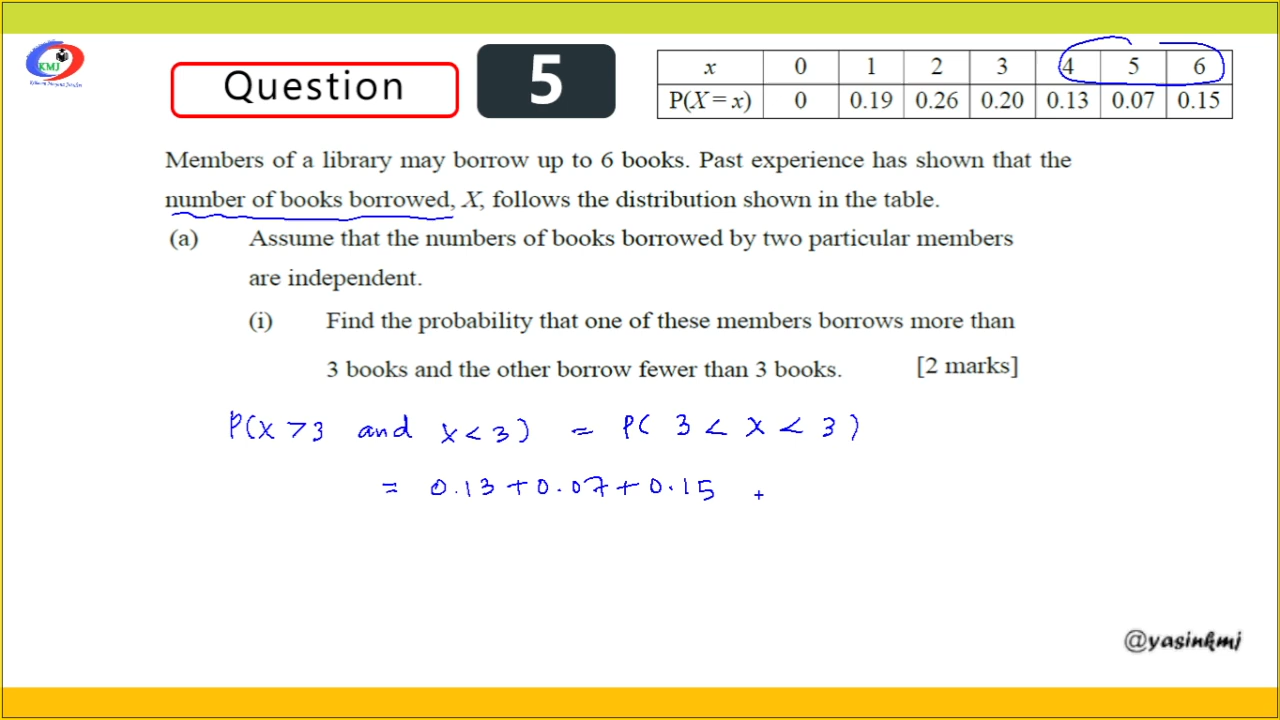 KMJ
Question 5
x 0 1 2 3 4 5 6
P(X = x) 0 0.19 0.26 0.20 0.13 0.07 0.15
Members of a library may borrow up to 6 books. Past experience has shown that the
number of books borrowed, X, follows the distribution shown in the table.
(a) Assume that the numbers of books borrowed by two particular members
are independent.
(i) Find the probability that one of these members borrows more than
3 books and the other borrow fewer than 3 books. [2 marks]
P(X > 3 and X < 3) = P( 3 < X < 3)
= 0.13 + 0.07 + 0.15 +
@yasinkmj